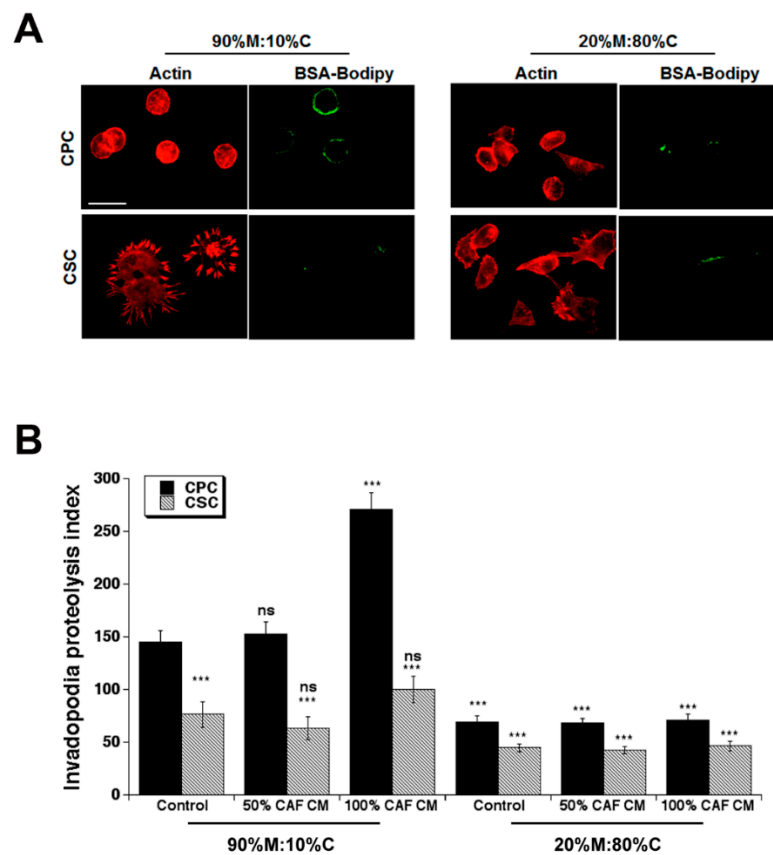 A
90%M:10%C
20%M:80%C
Actin
BSA-Bodipy
Actin
BSA-Bodipy
CPC
CSC
B
Invadopodia proteolysis index
300
250
200
150
100
50
0
CPC
CSC
***
ns
ns
***
***
ns
***
***
***
***
***
***
***
Control
50% CAF CM
100% CAF CM
Control
50% CAF CM
100% CAF CM
90%M:10%C
20%M:80%C